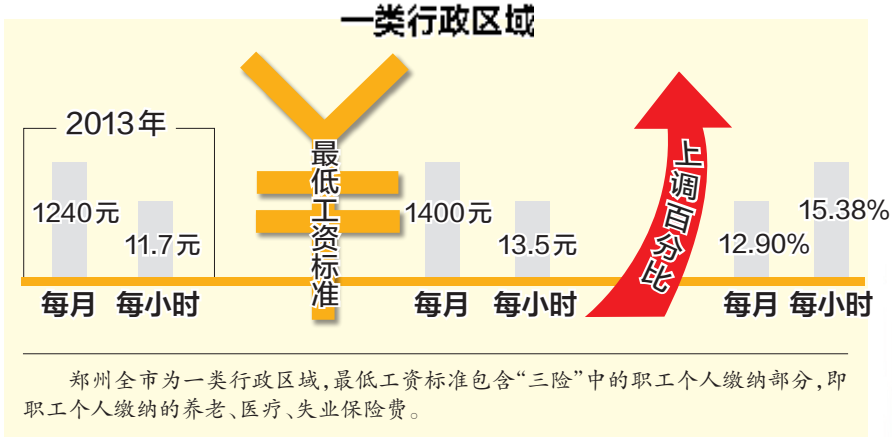 一类行政区域
2013年
1240元
11.7元
每月
每小时
最低工资标准
1400元
13.5元
每月
每小时
上调百分比
12.90%
15.38%
每月
每小时
郑州全市为一类行政区域,最低工资标准包含“三险”中的职工个人缴纳部分,即
职工个人缴纳的养老、医疗、失业保险费。